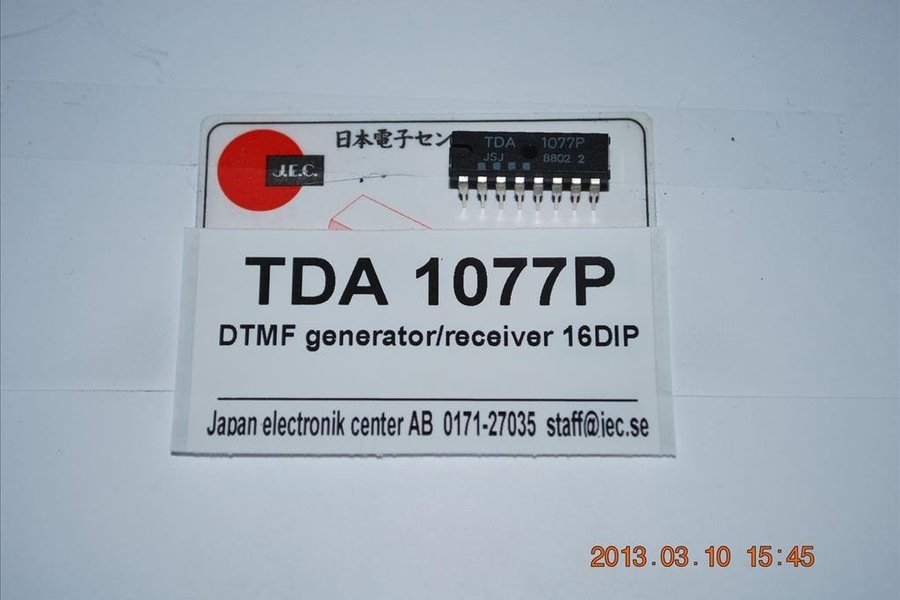 日本電子セン
J.E.C.
TDA 1077P
JSJ 8802 2
TDA 1077P
DTMF generator/receiver 16DIP
Japan electronik center AB 0171-27035 staff@jec.se
2013.03.10 15:45